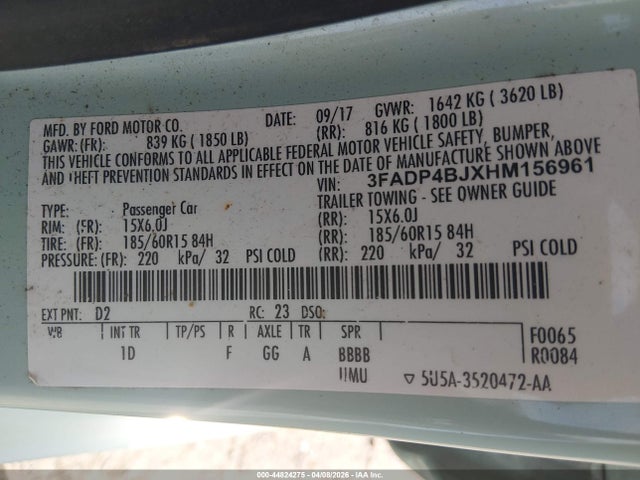 MFD. BY FORD MOTOR CO. DATE: 09/17 GVWR: 1642 KG ( 3620 LB)
GAWR: (FR): 839 KG ( 1850 LB) (RR): 816 KG ( 1800 LB)
THIS VEHICLE CONFORMS TO ALL APPLICABLE FEDERAL MOTOR VEHICLE SAFETY, BUMPER,
AND THEFT PREVENTION STANDARDS IN EFFECT ON THE DATE OF MANUFACTURE SHOWN ABOVE
VIN: 3FADP4BJXHM156961
TYPE: Passenger Car TRAILER TOWING - SEE OWNER GUIDE
RIM: (FR): 15X6.0J (RR): 15X6.0J
TIRE: (FR): 185/60R15 84H (RR): 185/60R15 84H
PRESSURE: (FR): 220 kPa/ 32 PSI COLD (RR): 220 kPa/ 32 PSI COLD
EXT PNT: D2 RC: 23 DSO:
WB INT TR TP/PS R AXLE TR SPR F0065
1D F GG A BBBB R0084
IIMU ▽ 5U5A-3520472-AA
000-44824275 - 04/08/2026 - IAA, Inc.